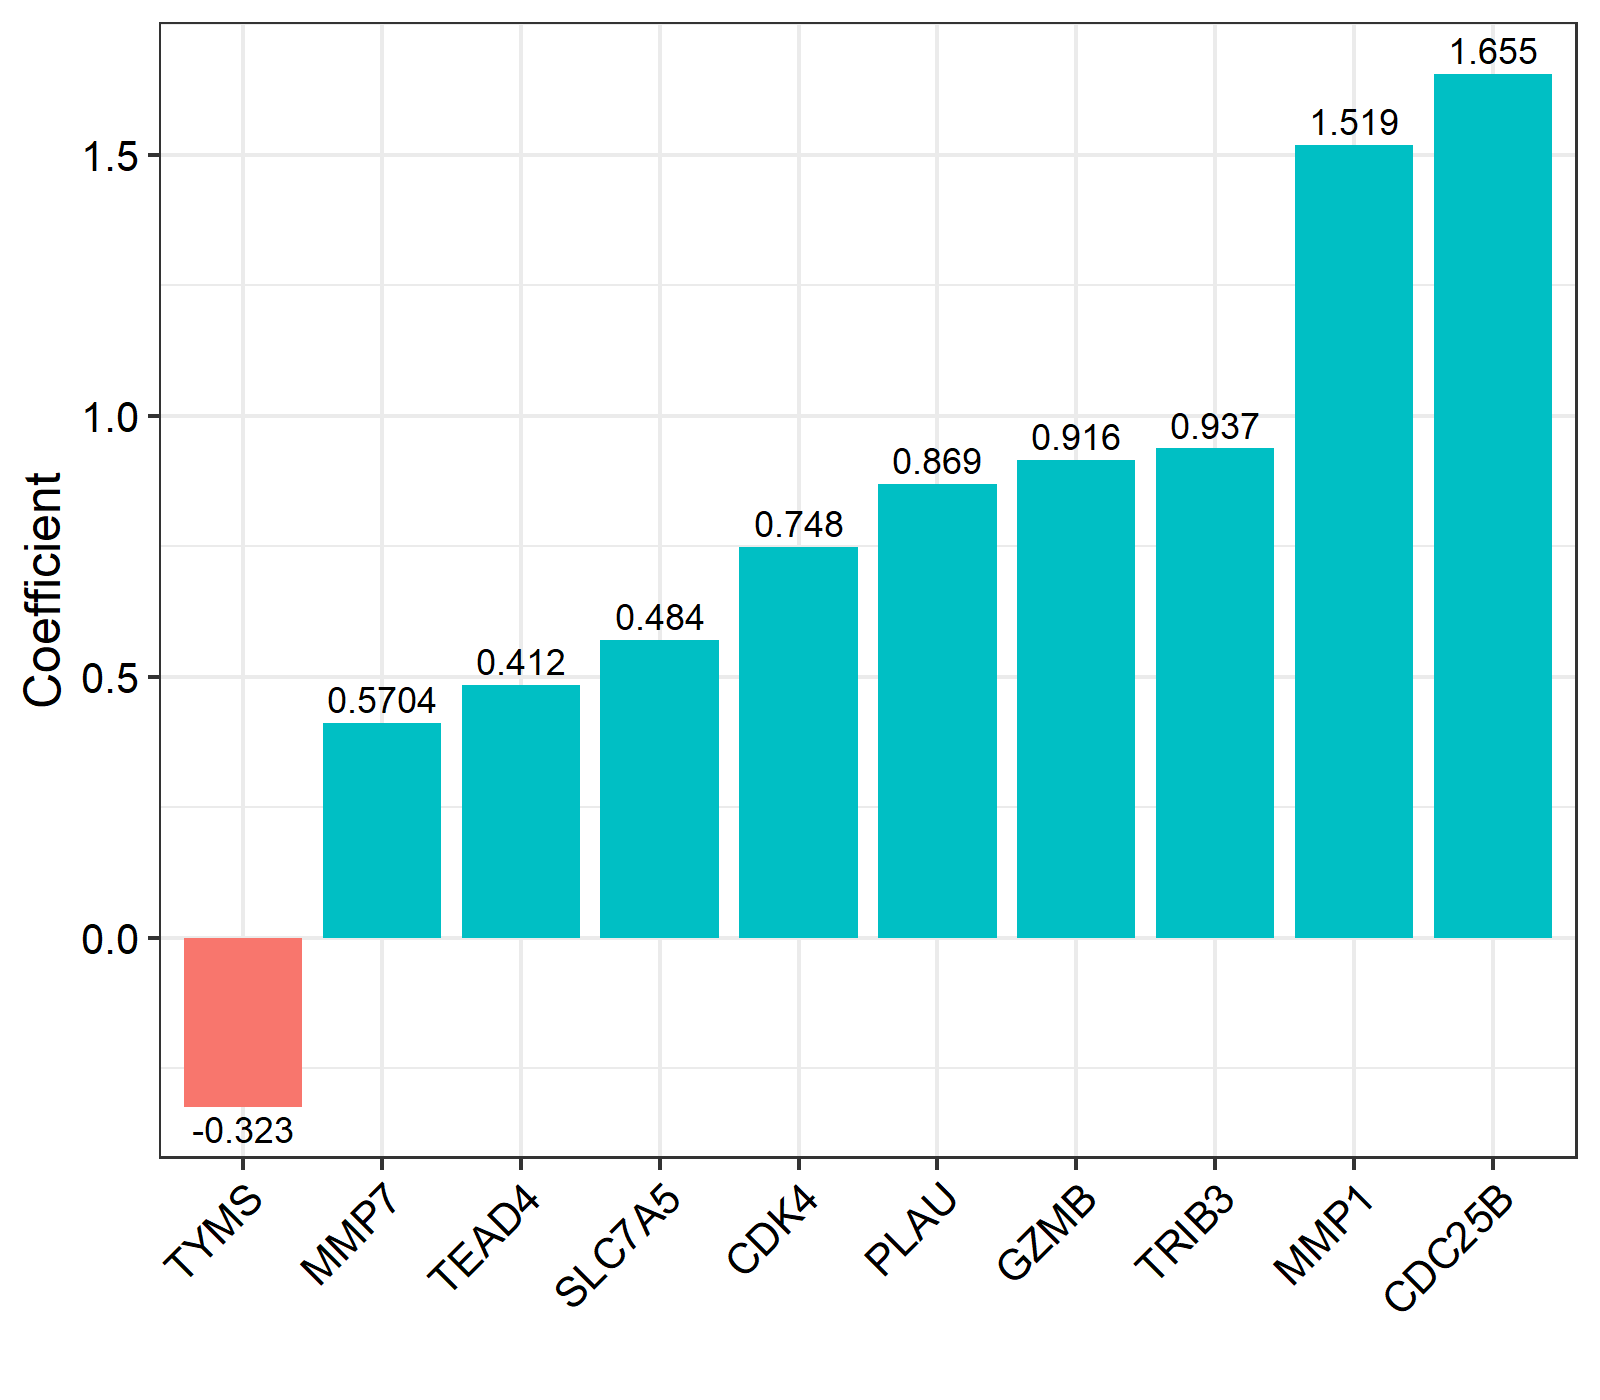 Coefficient
1.5
1.0
0.5
0.0
-0.323
0.5704
0.412
0.484
0.748
0.869
0.916
0.937
1.519
1.655
TYMS
MMP7
TEAD4
SLC7A5
CDK4
PLAU
GZMB
TRIB3
MMP1
CDC25B